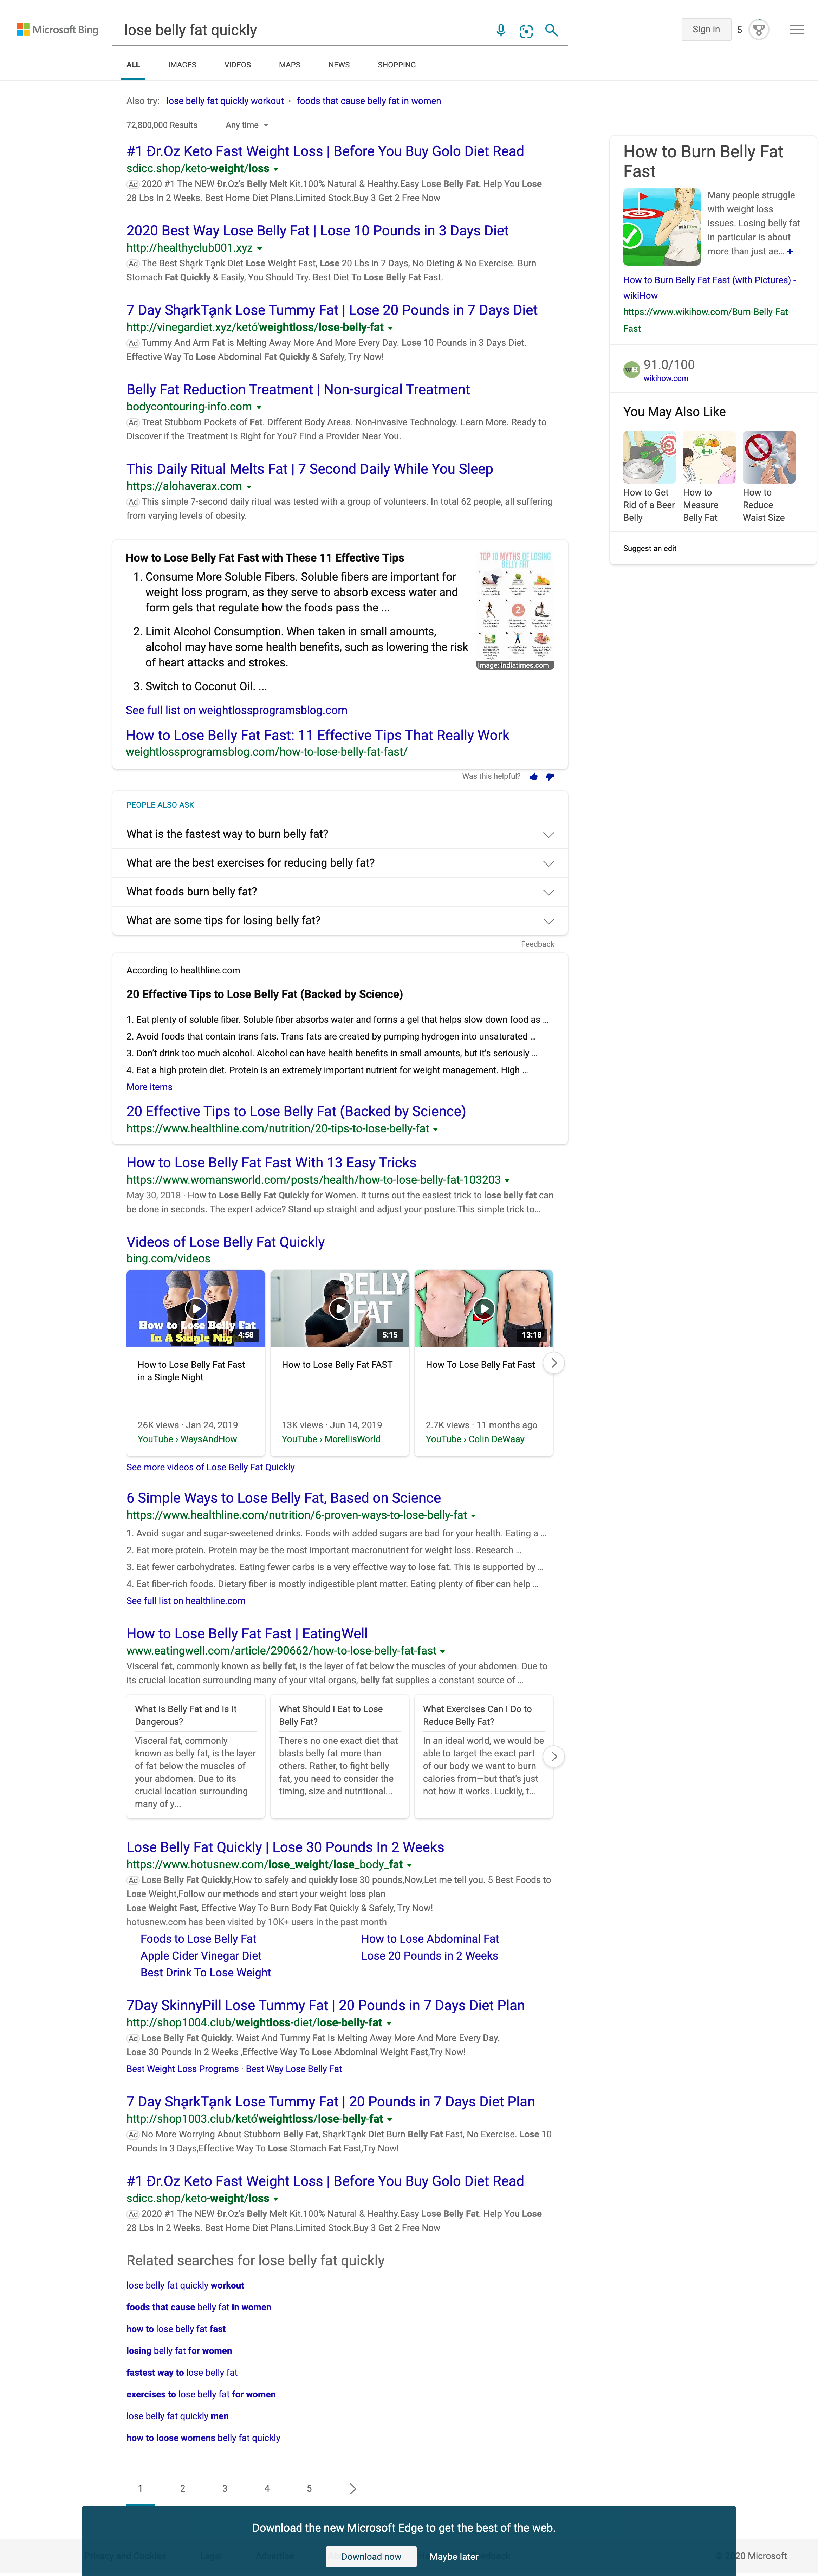 Microsoft Bing
lose belly fat quickly
Sign in
5
ALL IMAGES VIDEOS MAPS NEWS SHOPPING
Also try: lose belly fat quickly workout · foods that cause belly fat in women
72,800,000 Results Any time
#1 Ðr.Oz Keto Fast Weight Loss | Before You Buy Golo Diet Read
sdicc.shop/keto-weight/loss
Ad 2020 #1 The NEW Ðr.Oz's Belly Melt Kit.100% Natural & Healthy.Easy Lose Belly Fat. Help You Lose
28 Lbs In 2 Weeks. Best Home Diet Plans.Limited Stock.Buy 3 Get 2 Free Now
2020 Best Way Lose Belly Fat | Lose 10 Pounds in 3 Days Diet
http://healthyclub001.xyz
Ad The Best Shąrk Tąnk Diet Lose Weight Fast, Lose 20 Lbs in 7 Days, No Dieting & No Exercise. Burn
Stomach Fat Quickly & Easily, You Should Try. Best Diet To Lose Belly Fat Fast.
7 Day ShąrkTąnk Lose Tummy Fat | Lose 20 Pounds in 7 Days Diet
http://vinegardiet.xyz/ketóweightloss/lose-belly-fat
Ad Tummy And Arm Fat is Melting Away More And More Every Day. Lose 10 Pounds in 3 Days Diet.
Effective Way To Lose Abdominal Fat Quickly & Safely, Try Now!
Belly Fat Reduction Treatment | Non-surgical Treatment
bodycontouring-info.com
Ad Treat Stubborn Pockets of Fat. Different Body Areas. Non-invasive Technology. Learn More. Ready to
Discover if the Treatment Is Right for You? Find a Provider Near You.
This Daily Ritual Melts Fat | 7 Second Daily While You Sleep
https://alohaverax.com
Ad This simple 7-second daily ritual was tested with a group of volunteers. In total 62 people, all suffering
from varying levels of obesity.
How to Lose Belly Fat Fast with These 11 Effective Tips
1. Consume More Soluble Fibers. Soluble fibers are important for
weight loss program, as they serve to absorb excess water and
form gels that regulate how the foods pass the ...
2. Limit Alcohol Consumption. When taken in small amounts,
alcohol may have some health benefits, such as lowering the risk
of heart attacks and strokes.
3. Switch to Coconut Oil. ...
TOP 10 MYTHS OF LOSING
BELLY FAT
2
Image: indiatimes.com
See full list on weightlossprogramsblog.com
How to Lose Belly Fat Fast: 11 Effective Tips That Really Work
weightlossprogramsblog.com/how-to-lose-belly-fat-fast/
Was this helpful?
PEOPLE ALSO ASK
What is the fastest way to burn belly fat?
What are the best exercises for reducing belly fat?
What foods burn belly fat?
What are some tips for losing belly fat?
Feedback
According to healthline.com
20 Effective Tips to Lose Belly Fat (Backed by Science)
1. Eat plenty of soluble fiber. Soluble fiber absorbs water and forms a gel that helps slow down food as ...
2. Avoid foods that contain trans fats. Trans fats are created by pumping hydrogen into unsaturated ...
3. Don't drink too much alcohol. Alcohol can have health benefits in small amounts, but it's seriously ...
4. Eat a high protein diet. Protein is an extremely important nutrient for weight management. High ...
More items
20 Effective Tips to Lose Belly Fat (Backed by Science)
https://www.healthline.com/nutrition/20-tips-to-lose-belly-fat
How to Lose Belly Fat Fast With 13 Easy Tricks
https://www.womansworld.com/posts/health/how-to-lose-belly-fat-103203
May 30, 2018 · How to Lose Belly Fat Quickly for Women. It turns out the easiest trick to lose belly fat can
be done in seconds. The expert advice? Stand up straight and adjust your posture.This simple trick to...
Videos of Lose Belly Fat Quickly
bing.com/videos
How to Lose Belly Fat
In A Single Nig
4:58
BELLY
FAT
5:15
13:18
How to Lose Belly Fat Fast
in a Single Night
26K views · Jan 24, 2019
YouTube › WaysAndHow
How to Lose Belly Fat FAST
13K views · Jun 14, 2019
YouTube › MorellisWorld
How To Lose Belly Fat Fast
2.7K views · 11 months ago
YouTube › Colin DeWaay
See more videos of Lose Belly Fat Quickly
6 Simple Ways to Lose Belly Fat, Based on Science
https://www.healthline.com/nutrition/6-proven-ways-to-lose-belly-fat
1. Avoid sugar and sugar-sweetened drinks. Foods with added sugars are bad for your health. Eating a ...
2. Eat more protein. Protein may be the most important macronutrient for weight loss. Research ...
3. Eat fewer carbohydrates. Eating fewer carbs is a very effective way to lose fat. This is supported by ...
4. Eat fiber-rich foods. Dietary fiber is mostly indigestible plant matter. Eating plenty of fiber can help ...
See full list on healthline.com
How to Lose Belly Fat Fast | EatingWell
www.eatingwell.com/article/290662/how-to-lose-belly-fat-fast
Visceral fat, commonly known as belly fat, is the layer of fat below the muscles of your abdomen. Due to
its crucial location surrounding many of your vital organs, belly fat supplies a constant source of ...
What Is Belly Fat and Is It
Dangerous?
Visceral fat, commonly
known as belly fat, is the layer
of fat below the muscles of
your abdomen. Due to its
crucial location surrounding
many of y...
What Should I Eat to Lose
Belly Fat?
There's no one exact diet that
blasts belly fat more than
others. Rather, to fight belly
fat, you need to consider the
timing, size and nutritional...
What Exercises Can I Do to
Reduce Belly Fat?
In an ideal world, we would be
able to target the exact part
of our body we want to burn
calories from—but that's just
not how it works. Luckily, t...
Lose Belly Fat Quickly | Lose 30 Pounds In 2 Weeks
https://www.hotusnew.com/lose_weight/lose_body_fat
Ad Lose Belly Fat Quickly,How to safely and quickly lose 30 pounds,Now,Let me tell you. 5 Best Foods to
Lose Weight,Follow our methods and start your weight loss plan
Lose Weight Fast, Effective Way To Burn Body Fat Quickly & Safely, Try Now!
hotusnew.com has been visited by 10K+ users in the past month
Foods to Lose Belly Fat How to Lose Abdominal Fat
Apple Cider Vinegar Diet Lose 20 Pounds in 2 Weeks
Best Drink To Lose Weight
7Day SkinnyPill Lose Tummy Fat | 20 Pounds in 7 Days Diet Plan
http://shop1004.club/weightloss-diet/lose-belly-fat
Ad Lose Belly Fat Quickly. Waist And Tummy Fat Is Melting Away More And More Every Day.
Lose 30 Pounds In 2 Weeks ,Effective Way To Lose Abdominal Weight Fast,Try Now!
Best Weight Loss Programs · Best Way Lose Belly Fat
7 Day ShąrkTąnk Lose Tummy Fat | 20 Pounds in 7 Days Diet Plan
http://shop1003.club/ketóweightloss/lose-belly-fat
Ad No More Worrying About Stubborn Belly Fat, ShąrkTąnk Diet Burn Belly Fat Fast, No Exercise. Lose 10
Pounds In 3 Days,Effective Way To Lose Stomach Fat Fast,Try Now!
#1 Ðr.Oz Keto Fast Weight Loss | Before You Buy Golo Diet Read
sdicc.shop/keto-weight/loss
Ad 2020 #1 The NEW Ðr.Oz's Belly Melt Kit.100% Natural & Healthy.Easy Lose Belly Fat. Help You Lose
28 Lbs In 2 Weeks. Best Home Diet Plans.Limited Stock.Buy 3 Get 2 Free Now
Related searches for lose belly fat quickly
lose belly fat quickly workout
foods that cause belly fat in women
how to lose belly fat fast
losing belly fat for women
fastest way to lose belly fat
exercises to lose belly fat for women
lose belly fat quickly men
how to loose womens belly fat quickly
1 2 3 4 5
How to Burn Belly Fat
Fast
wikiHow
Many people struggle
with weight loss
issues. Losing belly fat
in particular is about
more than just ae... +
How to Burn Belly Fat Fast (with Pictures) -
wikiHow
https://www.wikihow.com/Burn-Belly-Fat-
Fast
wH
91.0/100
wikihow.com
You May Also Like
How to Get
Rid of a Beer
Belly
How to
Measure
Belly Fat
How to
Reduce
Waist Size
Suggest an edit
Download the new Microsoft Edge to get the best of the web.
Download now Maybe later
20 Microsoft